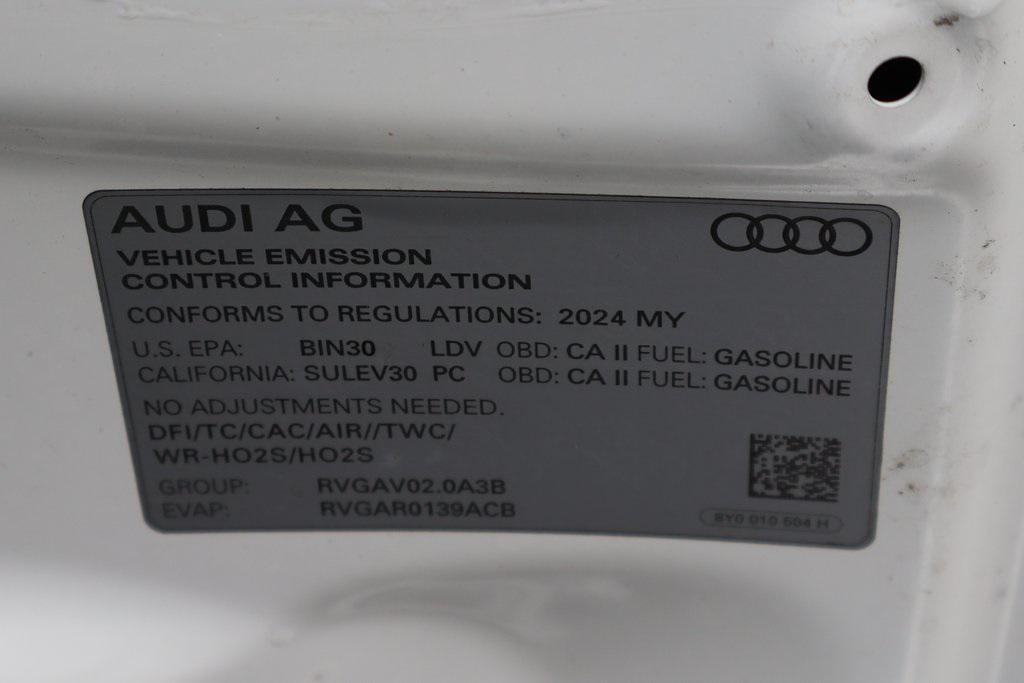 AUDI AG
VEHICLE EMISSION
CONTROL INFORMATION
CONFORMS TO REGULATIONS: 2024 MY
U.S. EPA: BIN30 LDV OBD: CA II FUEL: GASOLINE
CALIFORNIA: SULEV30 PC OBD: CA II FUEL: GASOLINE
NO ADJUSTMENTS NEEDED.
DFI/TC/CAC/AIR//TWC/
WR-HO2S/HO2S
GROUP: RVGAV02.0A3B
EVAP: RVGAR0139ACB
8Y0 010 504 H